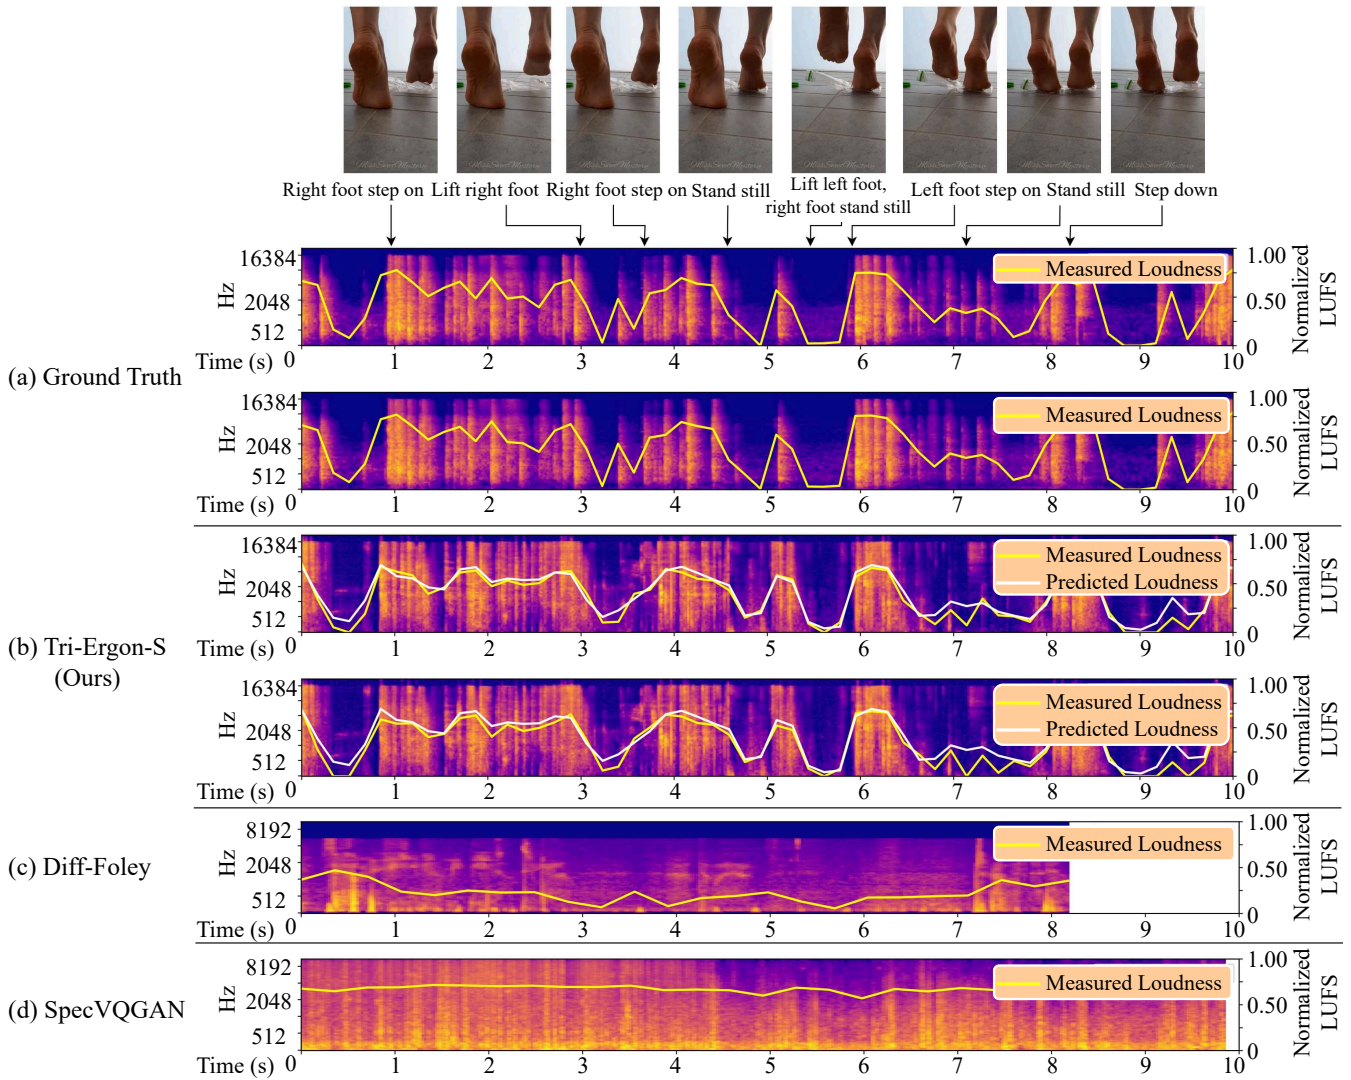 Right foot step on Lift right foot Right foot step on Stand still Lift left foot, right foot stand still Left foot step on Stand still Step down
16384 2048 512 0
Hz
Measured Loudness
1.00 0.50 0
Normalized LUFS
Time (s) 0 1 2 3 4 5 6 7 8 9 10
(a) Ground Truth
16384 2048 512 0
Hz
Measured Loudness
1.00 0.50 0
Normalized LUFS
Time (s) 0 1 2 3 4 5 6 7 8 9 10
16384 2048 512 0
Hz
Measured Loudness
Predicted Loudness
1.00 0.50 0
Normalized LUFS
Time (s) 0 1 2 3 4 5 6 7 8 9 10
(b) Tri-Ergon-S
(Ours)
16384 2048 512 0
Hz
Measured Loudness
Predicted Loudness
1.00 0.50 0
Normalized LUFS
Time (s) 0 1 2 3 4 5 6 7 8 9 10
(c) Diff-Foley
8192 2048 512 0
Hz
Measured Loudness
1.00 0.50 0
Normalized LUFS
Time (s) 0 1 2 3 4 5 6 7 8 9 10
(d) SpecVQGAN
8192 2048 512 0
Hz
Measured Loudness
1.00 0.50 0
Normalized LUFS
Time (s) 0 1 2 3 4 5 6 7 8 9 10